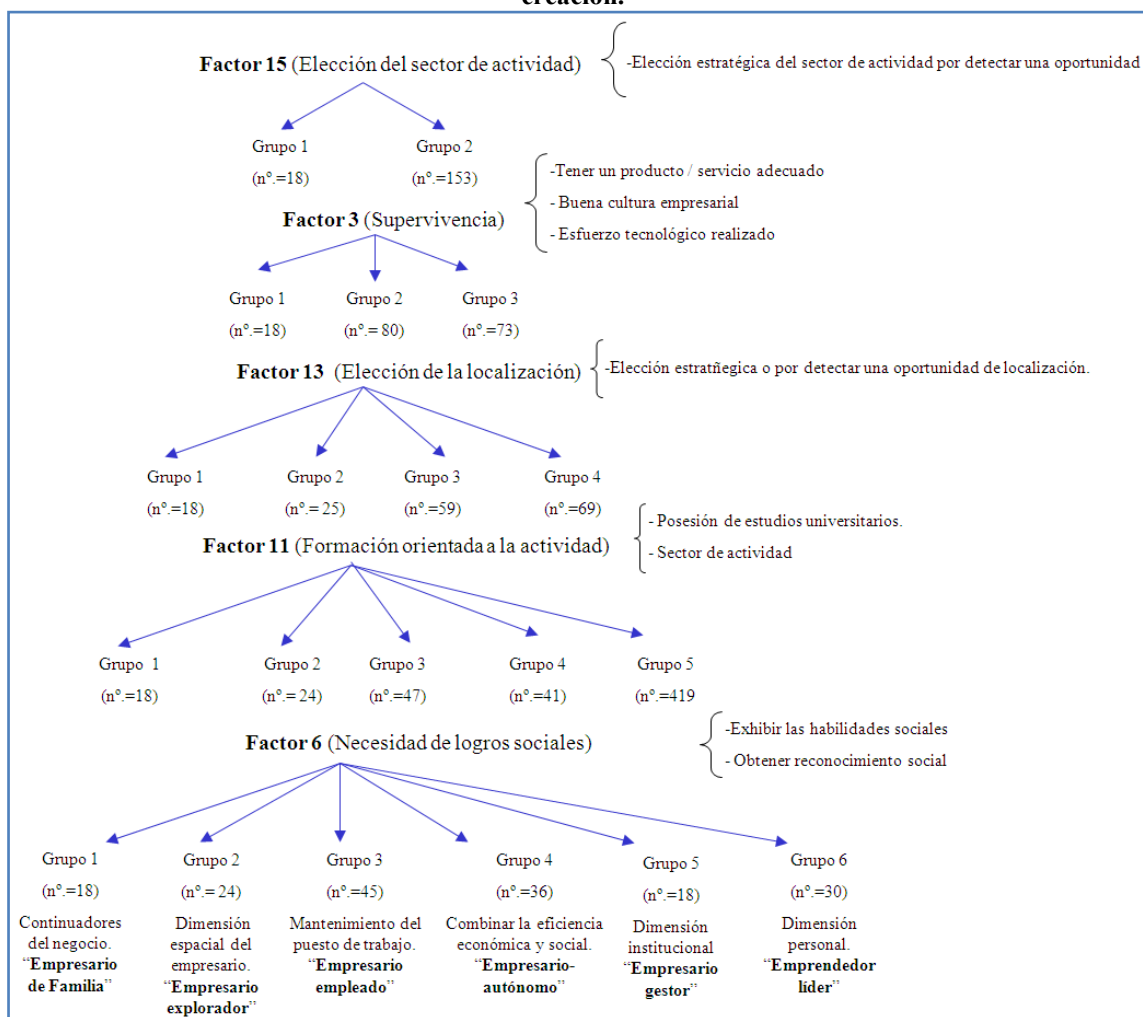 creación.
Factor 15 (Elección del sector de actividad)
-Elección estratégica del sector de actividad por detectar una oportunidad
Grupo 1
(nº.=18)
Grupo 2
(nº.=153)
-Tener un producto / servicio adecuado
- Buena cultura empresarial
- Esfuerzo tecnológico realizado
Factor 3 (Supervivencia)
Grupo 1
(nº.=18)
Grupo 2
(nº.= 80)
Grupo 3
(nº.=73)
Factor 13 (Elección de la localización)
-Elección estratñegica o por detectar una oportunidad de localización.
Grupo 1
(nº.=18)
Grupo 2
(nº.= 25)
Grupo 3
(nº.=59)
Grupo 4
(nº.=69)
Factor 11 (Formación orientada a la actividad)
- Posesión de estudios universitarios.
- Sector de actividad
Grupo 1
(nº.=18)
Grupo 2
(nº.= 24)
Grupo 3
(nº.=47)
Grupo 4
(nº.=41)
Grupo 5
(nº.=419
Factor 6 (Necesidad de logros sociales)
-Exhibir las habilidades sociales
- Obtener reconocimiento social
Grupo 1
(nº.=18)
Continuadores
del negocio.
“Empresario
de Familia”
Grupo 2
(nº.= 24)
Dimensión
espacial del
empresario.
“Empresario
explorador”
Grupo 3
(nº.=45)
Mantenimiento del
puesto de trabajo.
“Empresario
empleado”
Grupo 4
(nº.=36)
Combinar la eficiencia
económica y social.
“Empresario-
autónomo”
Grupo 5
(nº.=18)
Dimensión
institucional
“Empresario
gestor”
Grupo 6
(nº.=30)
Dimensión
personal.
“Emprendedor
líder”